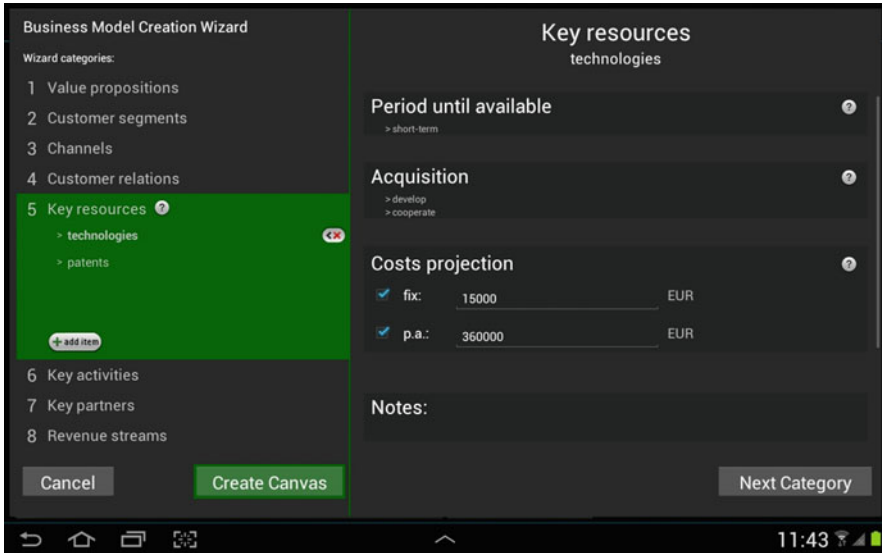 Business Model Creation Wizard
Wizard categories:
1 Value propositions
2 Customer segments
3 Channels
4 Customer relations
5 Key resources ?
> technologies
> patents
+ add item
6 Key activities
7 Key partners
8 Revenue streams
Cancel
Create Canvas
Key resources
technologies
Period until available ?
> short-term
Acquisition ?
> develop
> cooperate
Costs projection ?
fix: 15000 EUR
p.a.: 360000 EUR
Notes:
Next Category
11:43